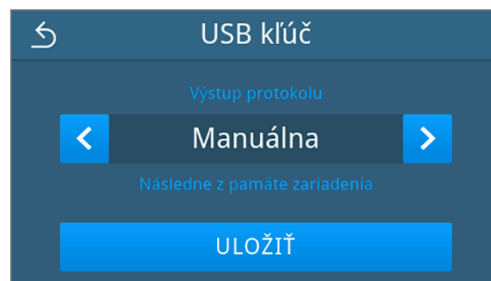 USB kľúč
Výstup protokolu
Manuálna
Následne z pamäte zariadenia
ULOŽIŤ